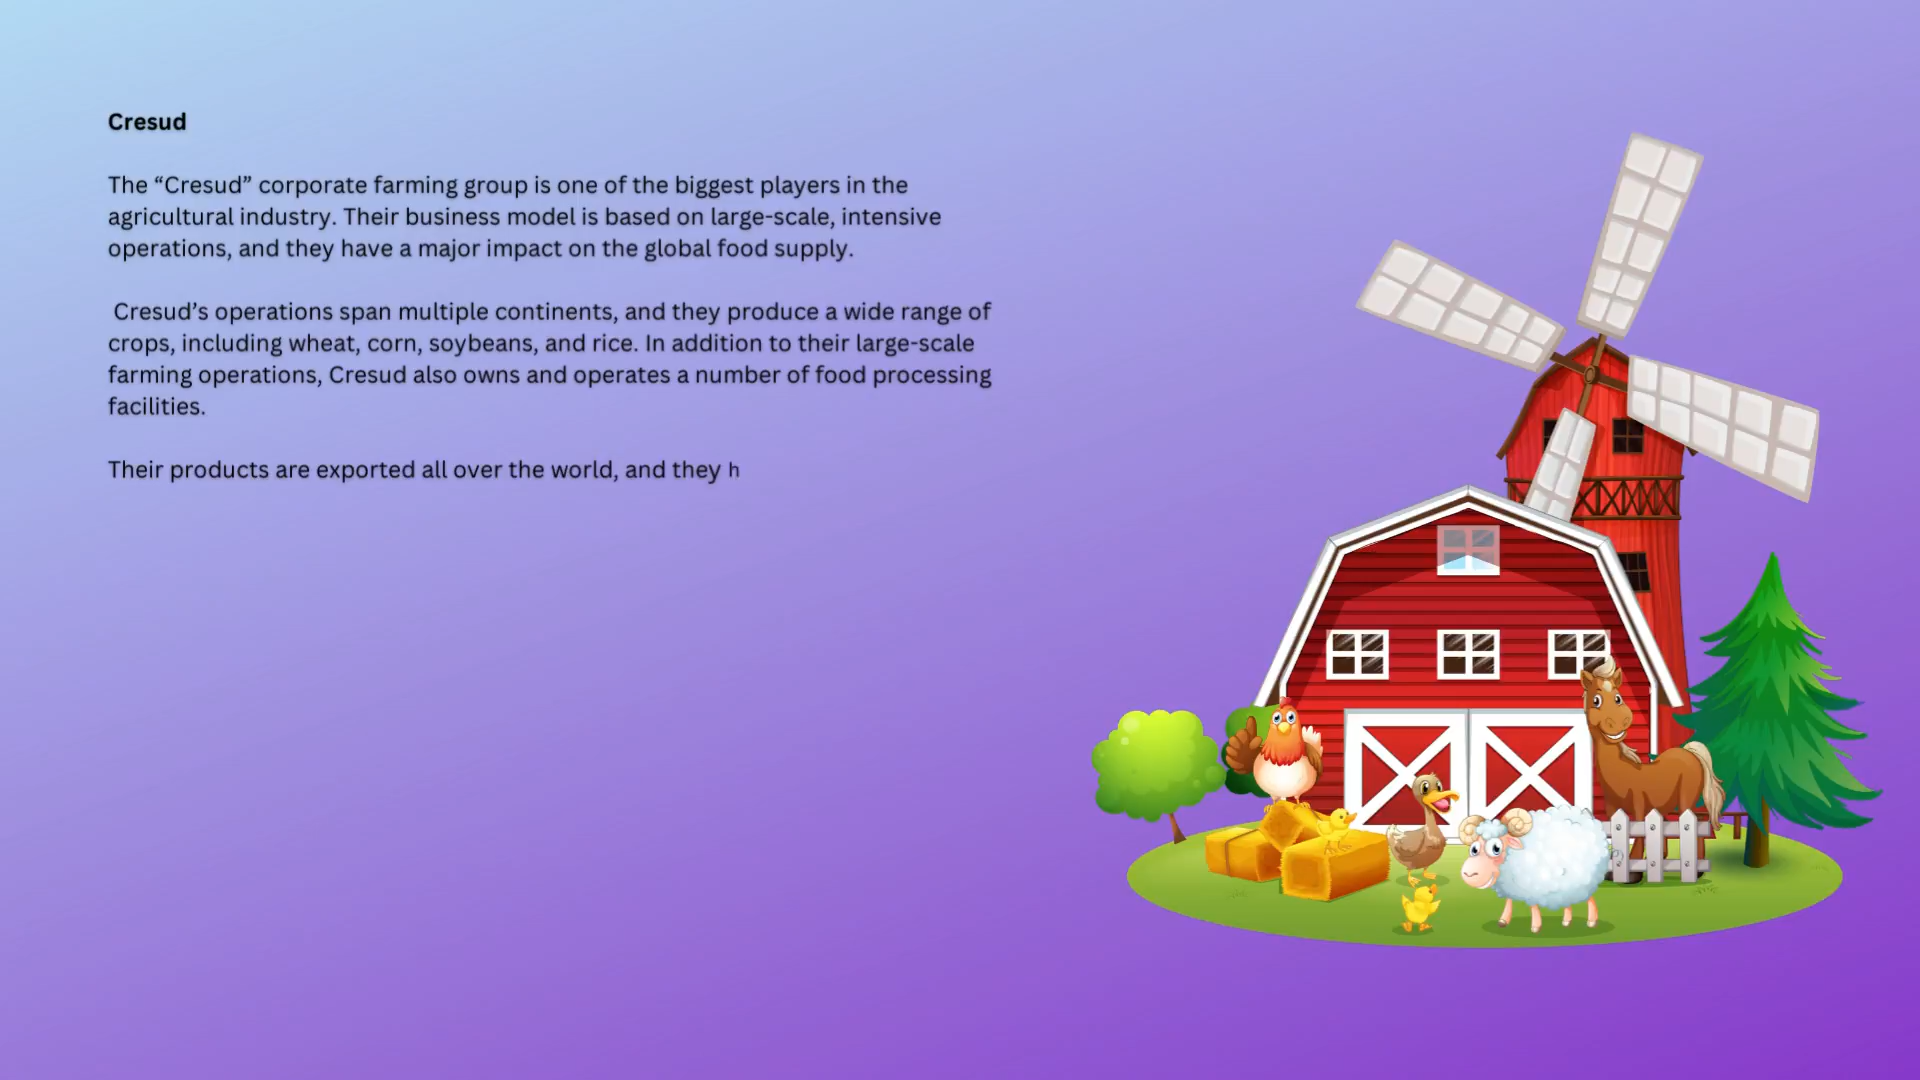 Cresud
The “Cresud” corporate farming group is one of the biggest players in the
agricultural industry. Their business model is based on large-scale, intensive
operations, and they have a major impact on the global food supply.
Cresud’s operations span multiple continents, and they produce a wide range of
crops, including wheat, corn, soybeans, and rice. In addition to their large-scale
farming operations, Cresud also owns and operates a number of food processing
facilities.
Their products are exported all over the world, and they h